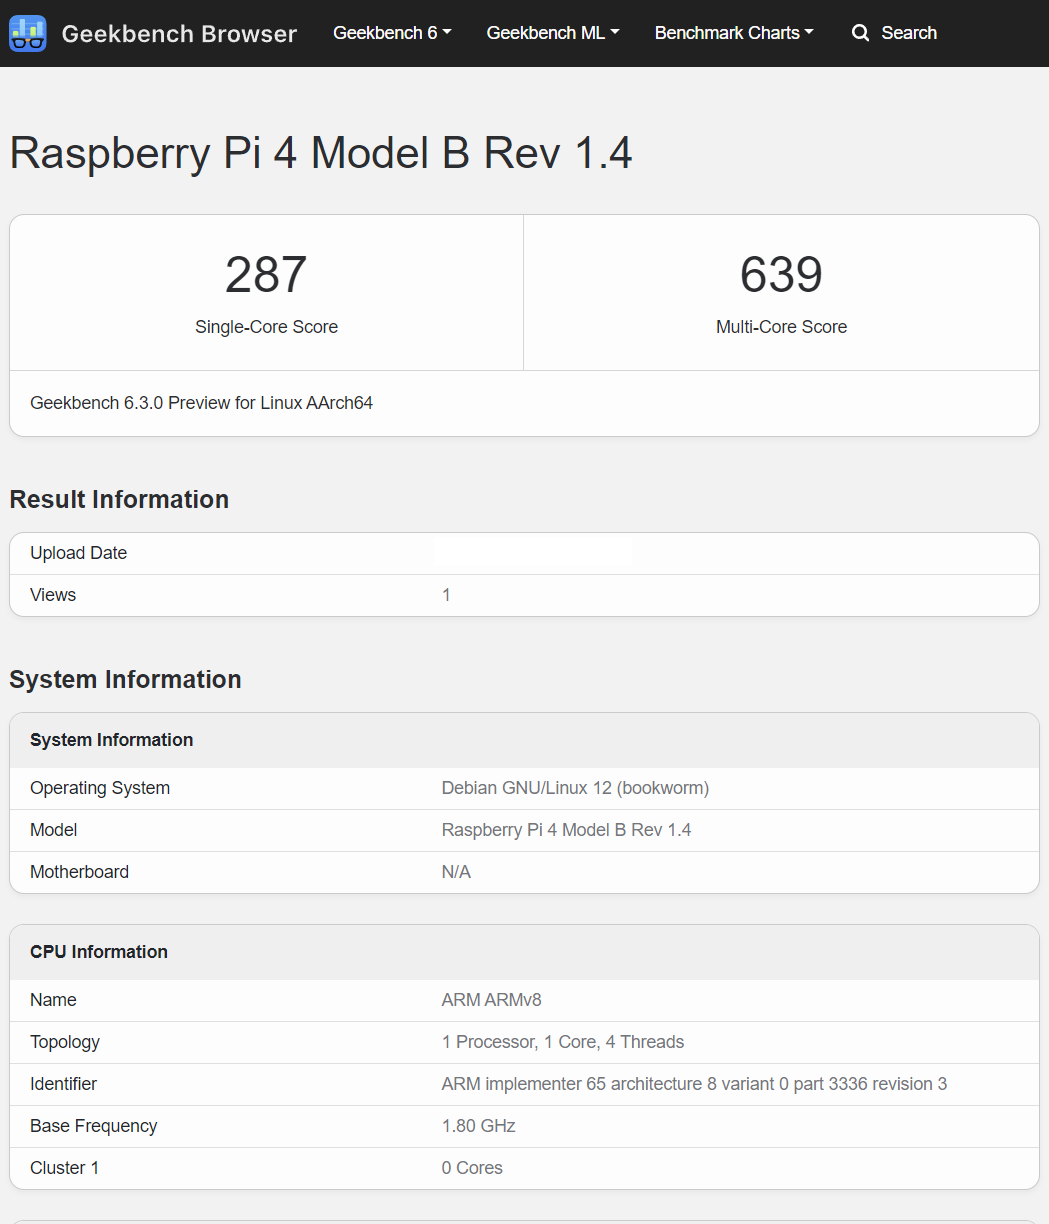 Geekbench Browser Geekbench 6 Geekbench ML Benchmark Charts Search
Raspberry Pi 4 Model B Rev 1.4
287 639
Single-Core Score Multi-Core Score
Geekbench 6.3.0 Preview for Linux AArch64
Result Information
Upload Date
Views 1
System Information
System Information
Operating System Debian GNU/Linux 12 (bookworm)
Model Raspberry Pi 4 Model B Rev 1.4
Motherboard N/A
CPU Information
Name ARM ARMv8
Topology 1 Processor, 1 Core, 4 Threads
Identifier ARM implementer 65 architecture 8 variant 0 part 3336 revision 3
Base Frequency 1.80 GHz
Cluster 1 0 Cores